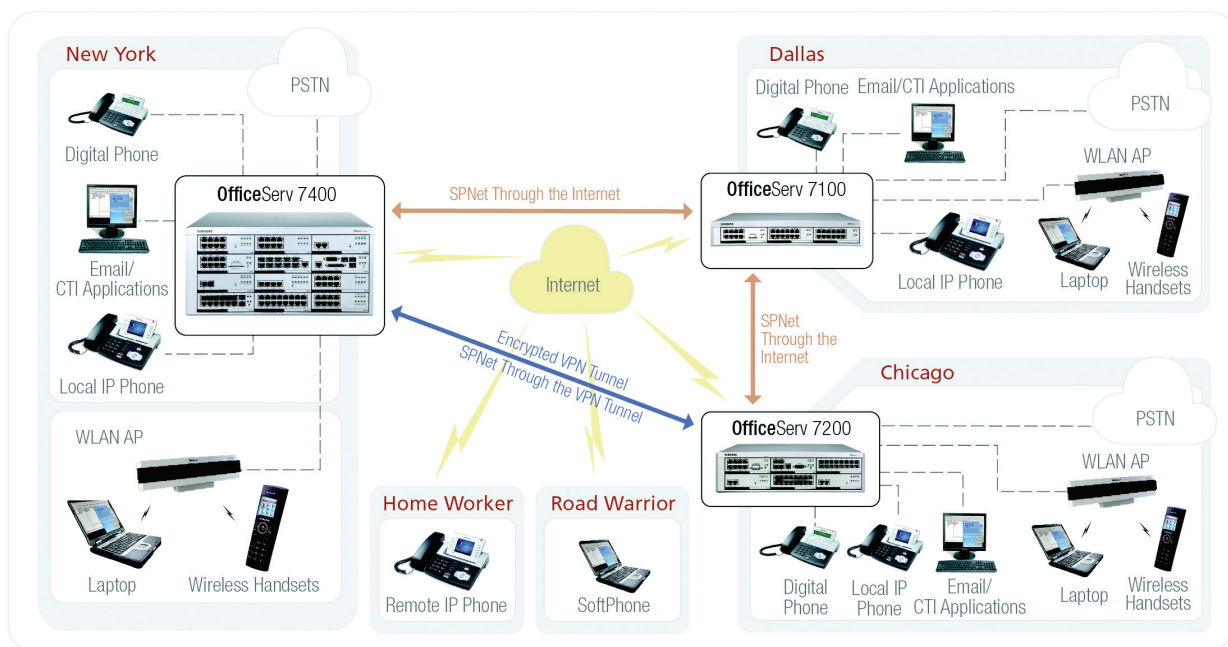 New York
PSTN
Digital Phone
OfficeServ 7400
SAMSUNG
Email/
CTI Applications
Local IP Phone
WLAN AP
Laptop
Wireless Handsets
SPNet Through the Internet
Internet
Encrypted VPN Tunnel
SPNet Through the VPN Tunnel
SPNet
Through the
Internet
Home Worker
Remote IP Phone
Road Warrior
SoftPhone
Dallas
Digital Phone
Email/CTI Applications
PSTN
OfficeServ 7100
SAMSUNG
WLAN AP
Local IP Phone
Laptop
Wireless
Handsets
Chicago
PSTN
OfficeServ 7200
SAMSUNG
WLAN AP
Digital
Phone
Local IP
Phone
Email/
CTI Applications
Laptop
Wireless
Handsets